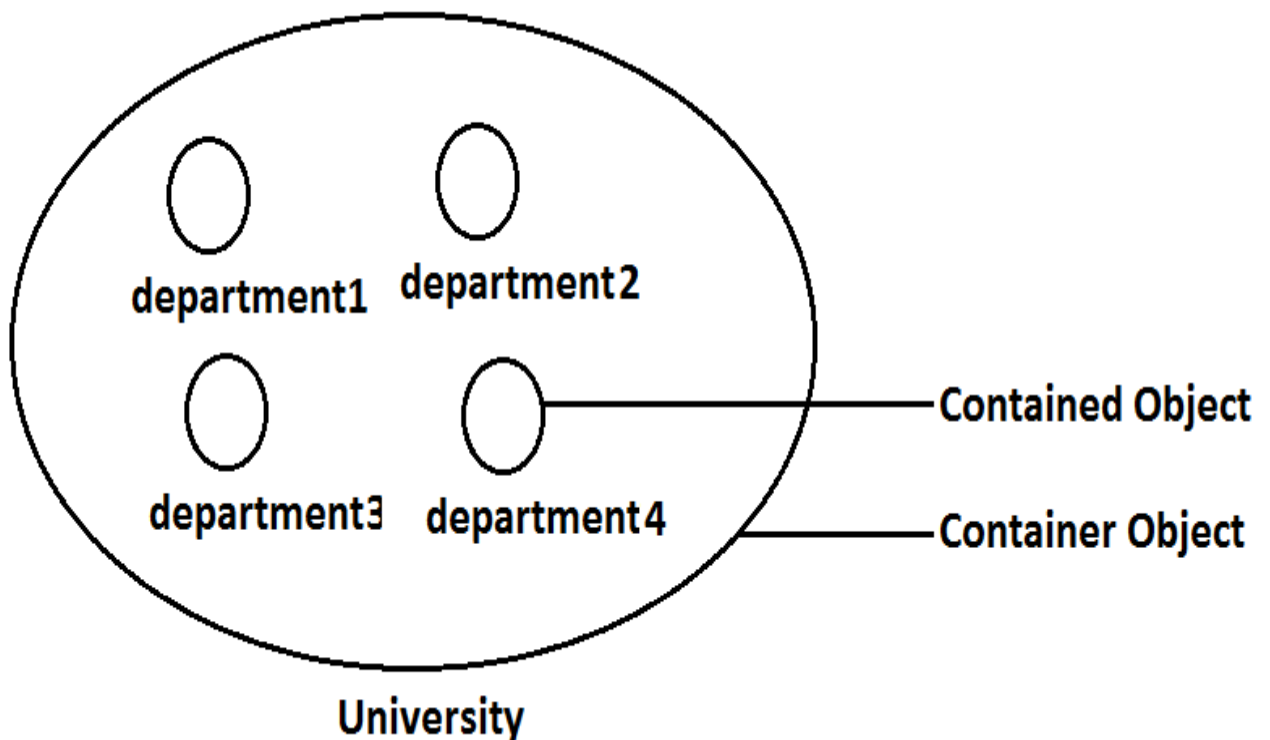 department1
department2
department3
department4
Contained Object
Container Object
University